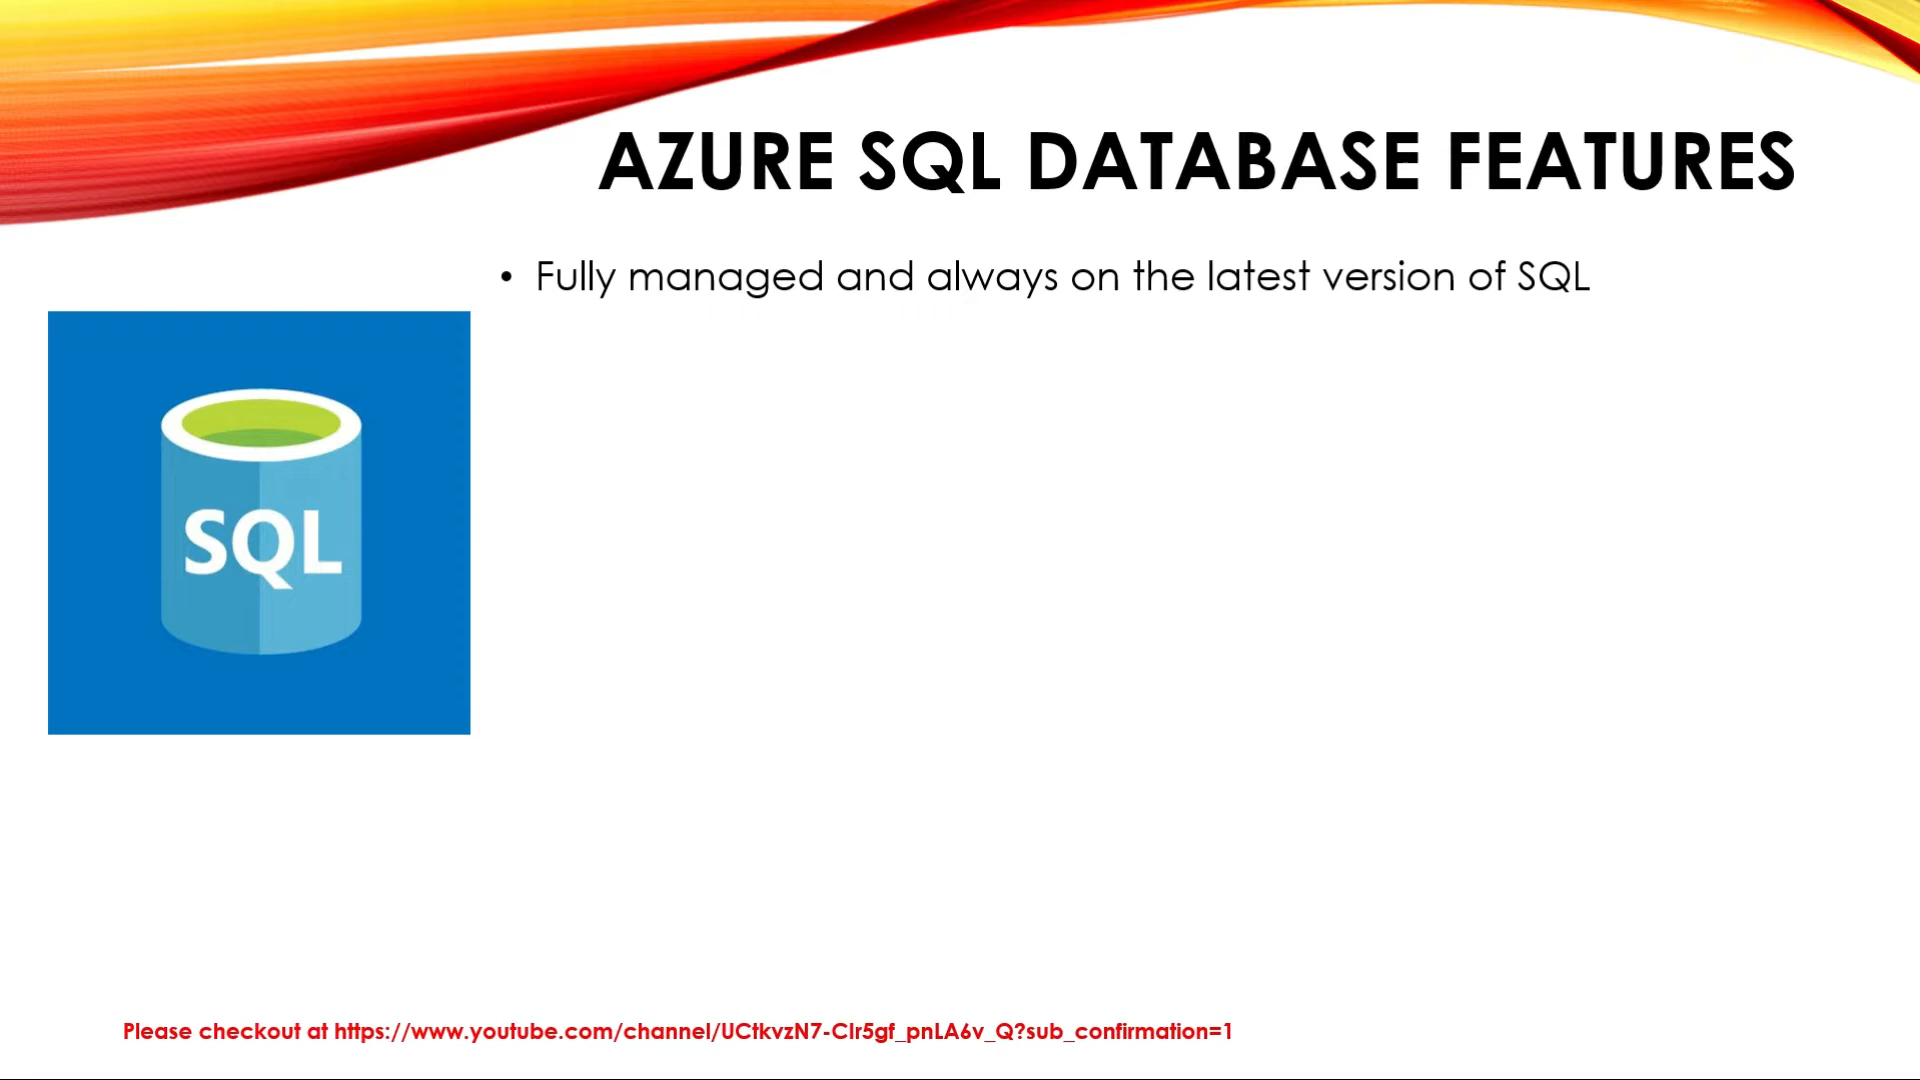 AZURE SQL DATABASE FEATURES
• Fully managed and always on the latest version of SQL
SQL
Please checkout at https://www.youtube.com/channel/UCtkvzN7-CIr5gf_pnLA6v_Q?sub_confirmation=1